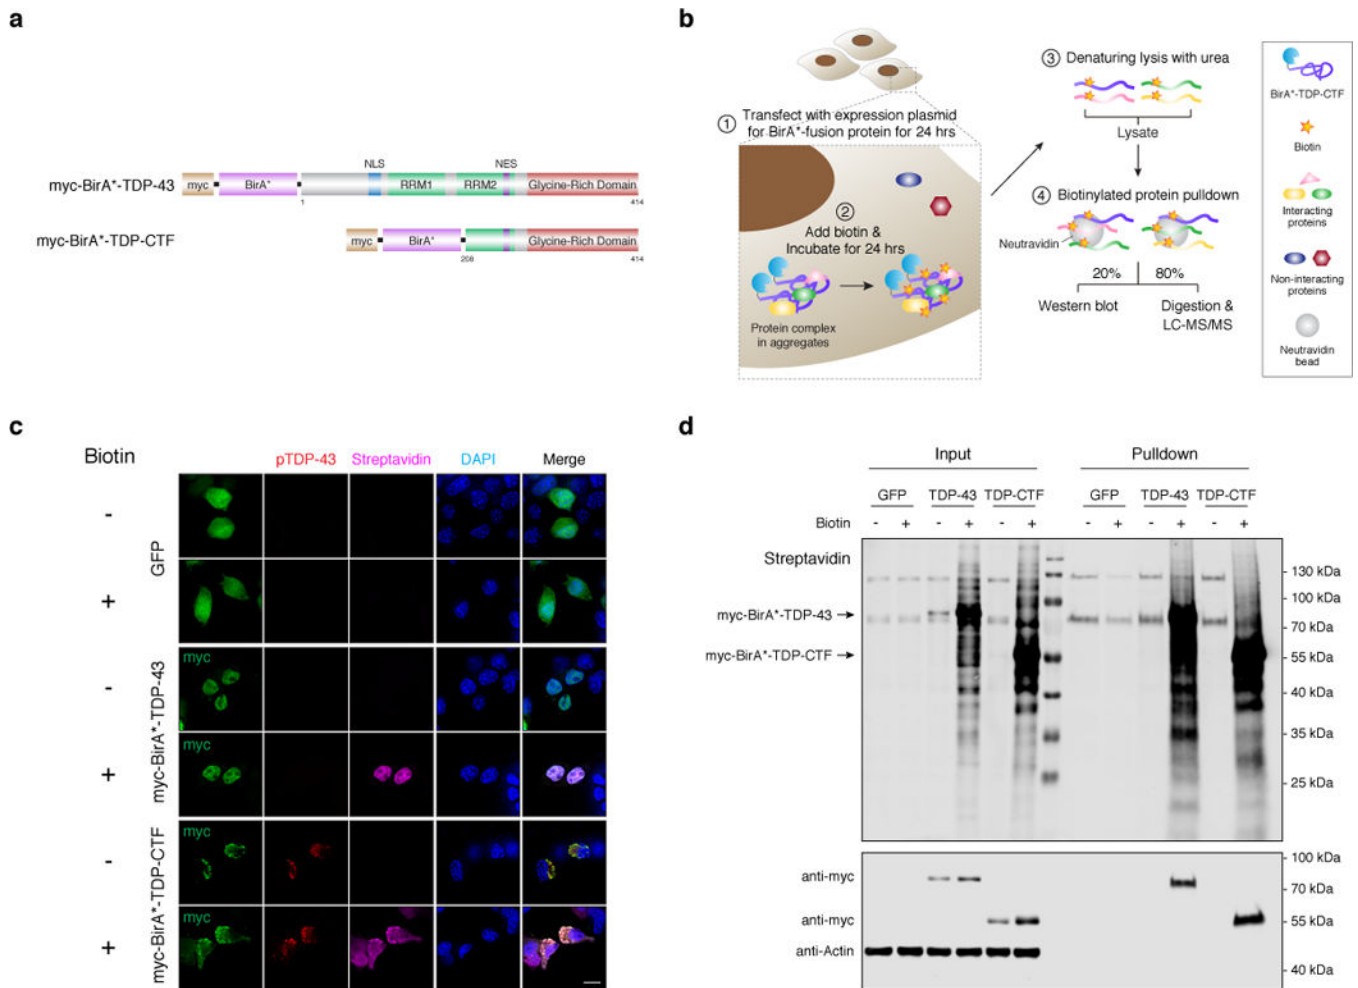 a
NLS
NES
myc-BirA*-TDP-43
myc
BirA*
RRM1
RRM2
Glycine-Rich Domain
1
414
myc-BirA*-TDP-CTF
myc
BirA*
Glycine-Rich Domain
208
414
b
1 Transfect with expression plasmid
for BirA*-fusion protein for 24 hrs
2
Add biotin &
Incubate for 24 hrs
Protein complex
in aggregates
3 Denaturing lysis with urea
Lysate
4 Biotinylated protein pulldown
Neutravidin
20%
80%
Western blot
Digestion &
LC-MS/MS
BirA*-TDP-CTF
Biotin
Interacting
proteins
Non-interacting
proteins
Neutravidin
bead
c
Biotin
pTDP-43
Streptavidin
DAPI
Merge
-
GFP
+
myc
-
myc-BirA*-TDP-43
myc
+
myc
-
myc-BirA*-TDP-CTF
myc
+
d
Input
Pulldown
GFP TDP-43 TDP-CTF GFP TDP-43 TDP-CTF
Biotin - + - + - + - + - + - +
Streptavidin
myc-BirA*-TDP-43
myc-BirA*-TDP-CTF
- 130 kDa
- 100 kDa
- 70 kDa
- 55 kDa
- 40 kDa
- 35 kDa
- 25 kDa
anti-myc
anti-myc
anti-Actin
- 100 kDa
- 70 kDa
- 55 kDa
- 40 kDa